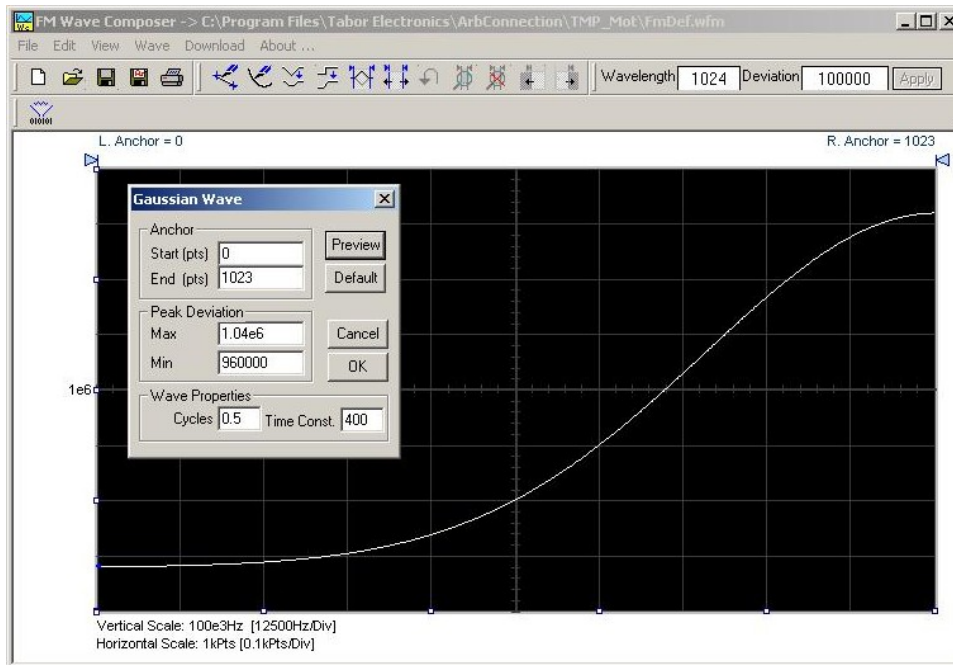 FM Wave Composer -> C:\Program Files\Tabor Electronics\ArbConnection\TMP_Mot\FmDef.wfm
File Edit View Wave Download About ...
Wavelength 1024 Deviation 100000 Apply
010101
L. Anchor = 0 R. Anchor = 1023
Gaussian Wave
Anchor
Start (pts) 0 Preview
End (pts) 1023 Default
Peak Deviation
Max 1.04e6 Cancel
Min 960000 OK
1e6
Wave Properties
Cycles 0.5 Time Const. 400
Vertical Scale: 100e3Hz [12500Hz/Div]
Horizontal Scale: 1kPts [0.1kPts/Div]